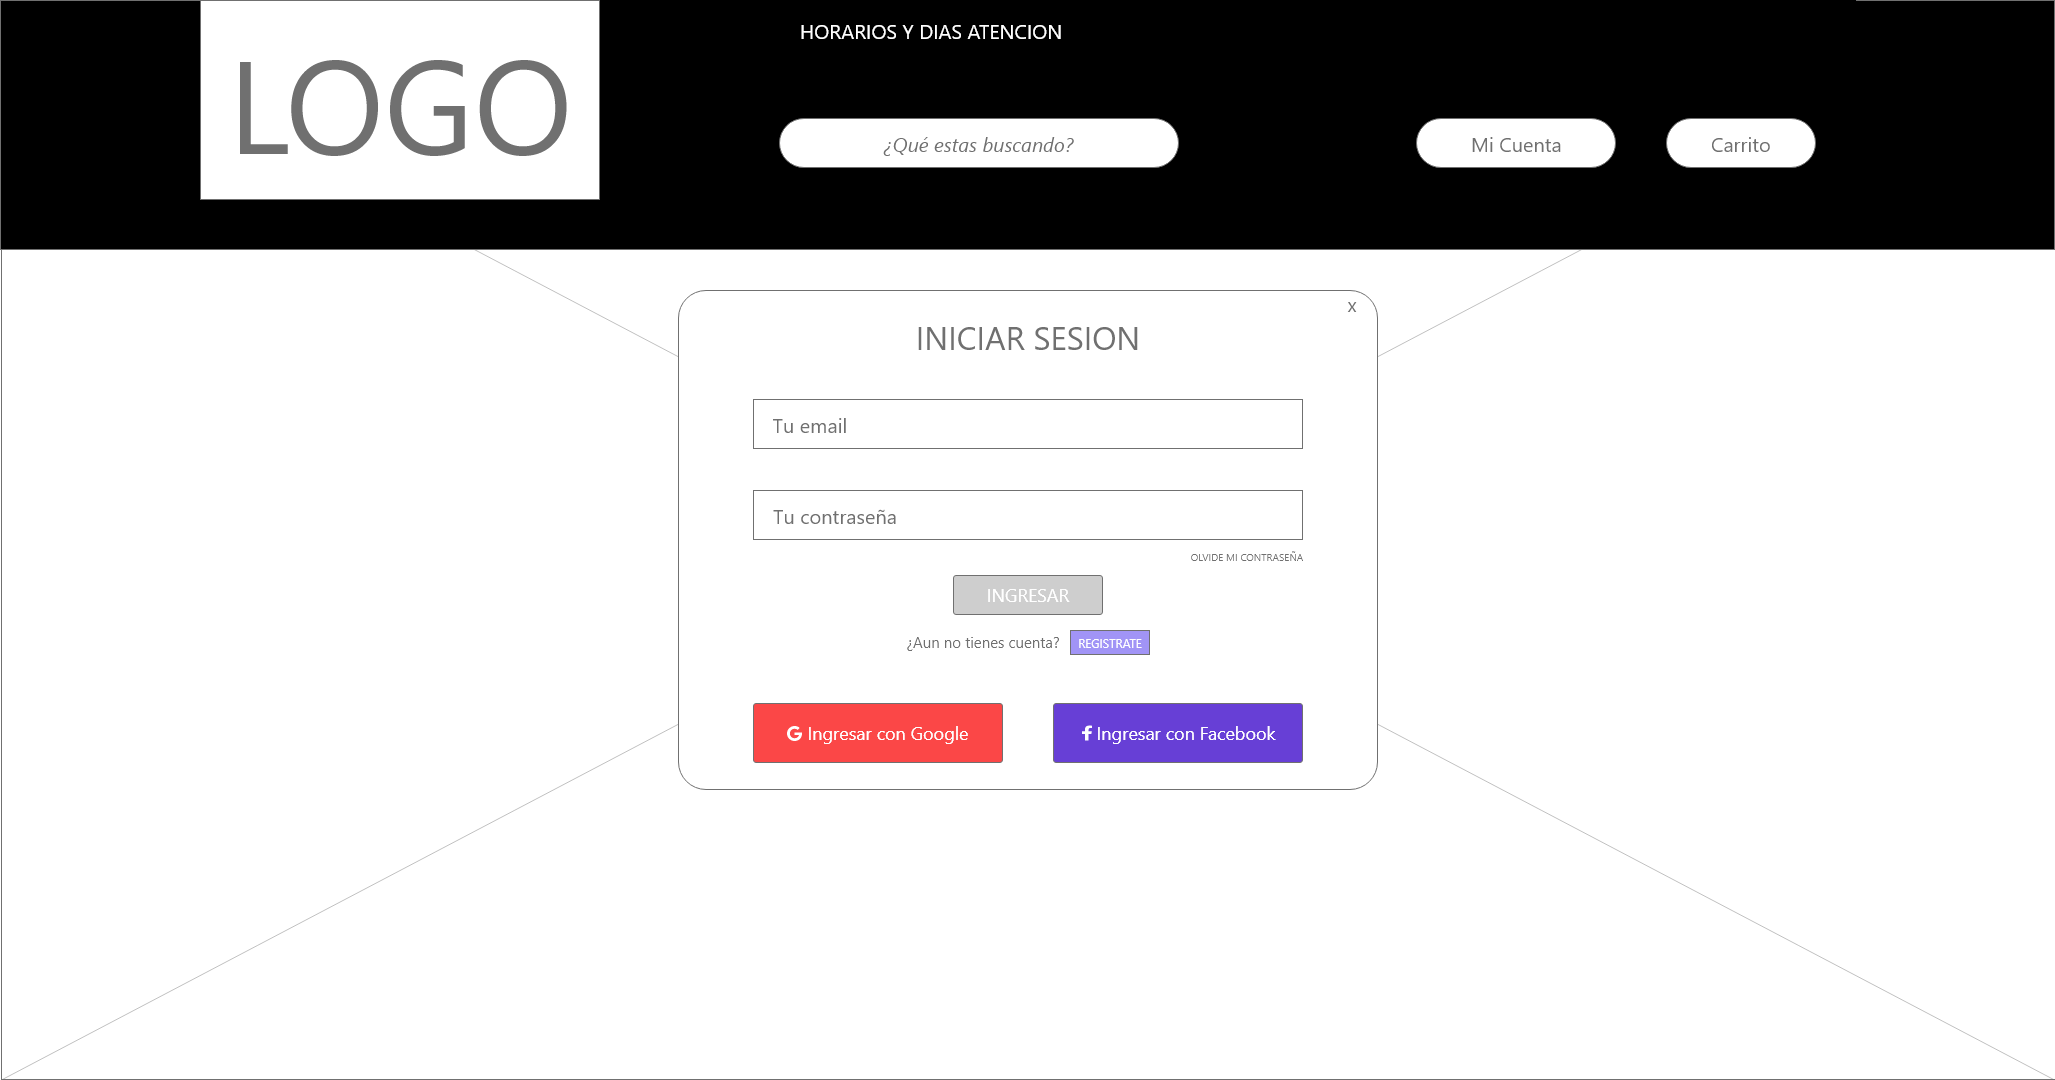 LOGO
HORARIOS Y DIAS ATENCION
¿Qué estas buscando?
Mi Cuenta
Carrito
x
INICIAR SESION
Tu email
Tu contraseña
OLVIDE MI CONTRASEÑA
INGRESAR
¿Aun no tienes cuenta? REGISTRATE
Ingresar con Google
Ingresar con Facebook